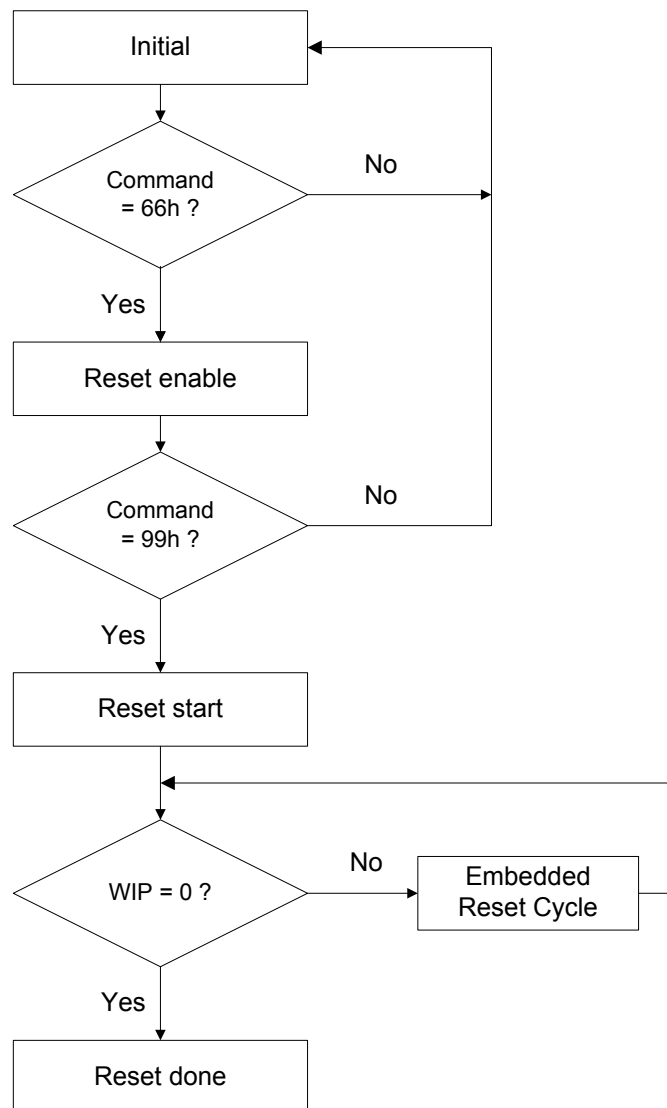 Initial
Command
= 66h ?
No
Yes
Reset enable
Command
= 99h ?
No
Yes
Reset start
WIP = 0 ?
No
Embedded
Reset Cycle
Yes
Reset done